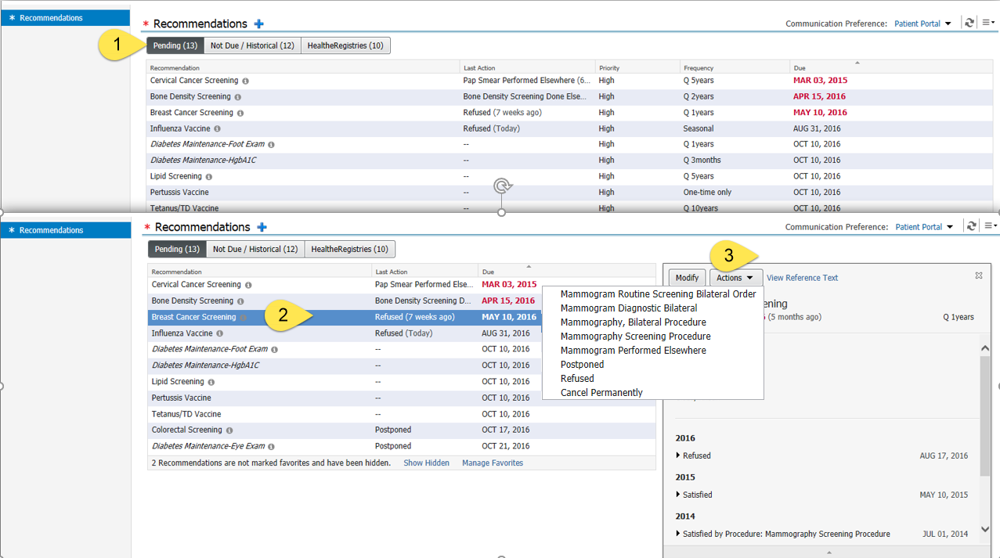 * Recommendations
* Recommendations +
Communication Preference: Patient Portal
1
Pending (13) Not Due / Historical (12) HealtheRegistries (10)
Recommendation Last Action Priority Frequency Due
Cervical Cancer Screening Pap Smear Performed Elsewhere (6... High Q 5years MAR 03, 2015
Bone Density Screening Bone Density Screening Done Else... High Q 2years APR 15, 2016
Breast Cancer Screening Refused (7 weeks ago) High Q 1years MAY 10, 2016
Influenza Vaccine Refused (Today) High Seasonal AUG 31, 2016
Diabetes Maintenance-Foot Exam -- High Q 1years OCT 10, 2016
Diabetes Maintenance-HgbA1C -- High Q 3months OCT 10, 2016
Lipid Screening -- High Q 5years OCT 10, 2016
Pertussis Vaccine -- High One-time only OCT 10, 2016
Tetanus/TD Vaccine -- High Q 10years OCT 10, 2016
* Recommendations
* Recommendations +
Communication Preference: Patient Portal
Pending (13) Not Due / Historical (12) HealtheRegistries (10)
Recommendation Last Action Due
Cervical Cancer Screening Pap Smear Performed Else... MAR 03, 2015
Bone Density Screening Bone Density Screening D... APR 15, 2016
Breast Cancer Screening 2 Refused (7 weeks ago) MAY 10, 2016
Influenza Vaccine Refused (Today) AUG 31, 2016
Diabetes Maintenance-Foot Exam -- OCT 10, 2016
Diabetes Maintenance-HgbA1C -- OCT 10, 2016
Lipid Screening -- OCT 10, 2016
Pertussis Vaccine -- OCT 10, 2016
Tetanus/TD Vaccine -- OCT 10, 2016
Colorectal Screening Postponed OCT 17, 2016
Diabetes Maintenance-Eye Exam Postponed OCT 21, 2016
2 Recommendations are not marked favorites and have been hidden. Show Hidden Manage Favorites
3
Modify Actions View Reference Text
Mammogram Routine Screening Bilateral Order
Mammogram Diagnostic Bilateral
Mammography, Bilateral Procedure
Mammography Screening Procedure
Mammogram Performed Elsewhere
Postponed
Refused
Cancel Permanently
ening
(5 months ago) Q 1years
2016
Refused AUG 17, 2016
2015
Satisfied MAY 10, 2015
2014
Satisfied by Procedure: Mammography Screening Procedure JUL 01, 2014